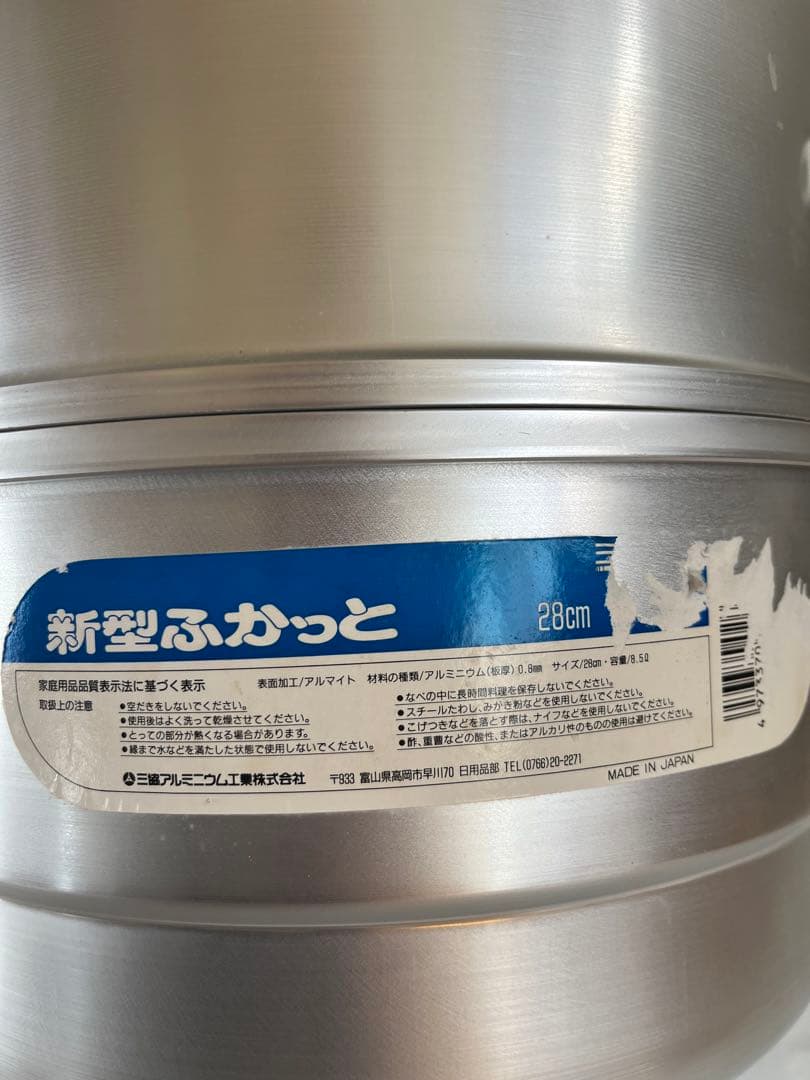 新型ふかっと 28cm
家庭用品品質表示法に基づく表示 表面加工/アルマイト 材料の種類/アルミニウム(板厚)0.8mm サイズ/28cm・容量/8.5ℓ
取扱上の注意
●空だきをしないでください。
●使用後はよく洗って乾燥させてください。
●とっての部分が熱くなる場合があります。
●縁まで水などを満たした状態で使用しないでください。
●なべの中に長時間料理を保存しないでください。
●スチールたわし、みがき粉などを使用しないでください。
●こげつきなどを落とす際は、ナイフなどを使用しないでください。
●酢、重曹などの酸性、またはアルカリ性のものの使用は避けてください。
三協アルミニウム工業株式会社 〒933 富山県高岡市早川170 日用品部 TEL(0766)20-2271
MADE IN JAPAN